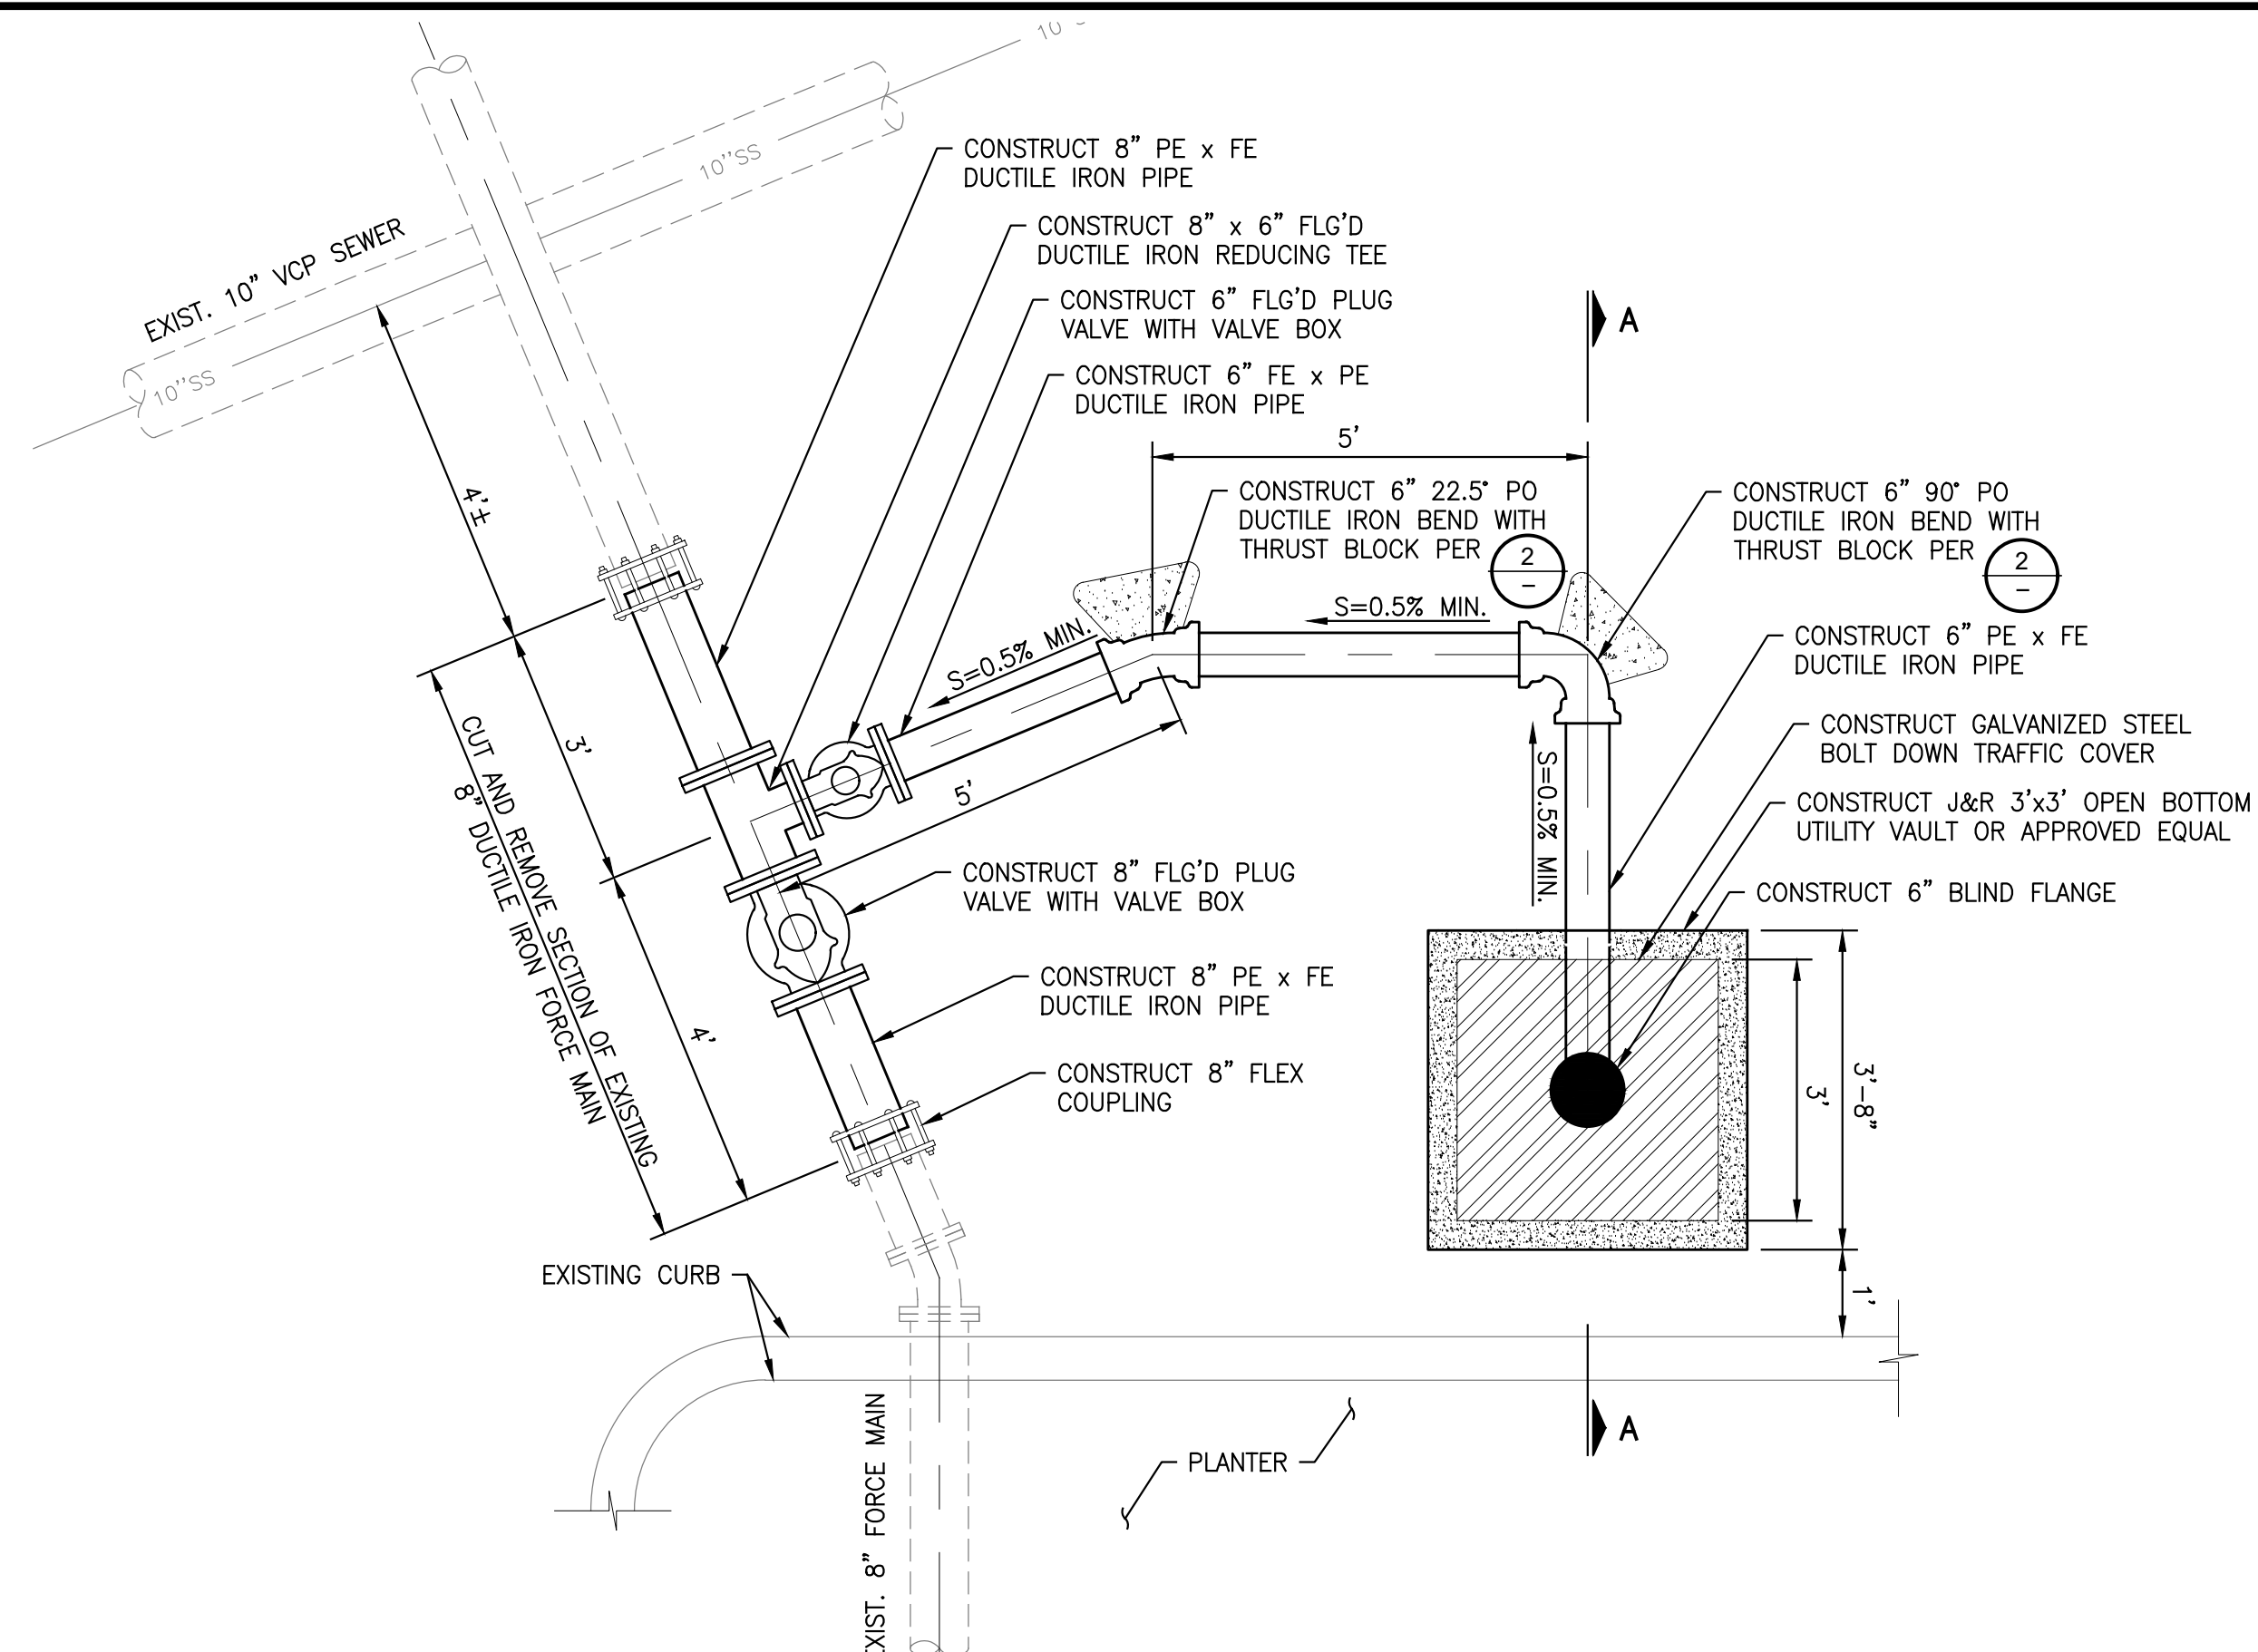 10"SS
EXIST. 10" VCP SEWER
10"SS
CONSTRUCT 8" PE x FE
DUCTILE IRON PIPE
CONSTRUCT 8" x 6" FLG'D
DUCTILE IRON REDUCING TEE
CONSTRUCT 6" FLG'D PLUG
VALVE WITH VALVE BOX
CONSTRUCT 6" FE x PE
DUCTILE IRON PIPE
A
5'
4'±
CONSTRUCT 6" 22.5° PO
DUCTILE IRON BEND WITH
THRUST BLOCK PER
2
–
CONSTRUCT 6" 90° PO
DUCTILE IRON BEND WITH
THRUST BLOCK PER
2
–
S=0.5% MIN.
S=0.5% MIN.
CONSTRUCT 6" PE x FE
DUCTILE IRON PIPE
CONSTRUCT GALVANIZED STEEL
BOLT DOWN TRAFFIC COVER
S=0.5% MIN.
CONSTRUCT J&R 3'x3' OPEN BOTTOM
UTILITY VAULT OR APPROVED EQUAL
CONSTRUCT 6" BLIND FLANGE
3'
5'
CUT AND REMOVE SECTION OF EXISTING
8" DUCTILE IRON FORCE MAIN
CONSTRUCT 8" FLG'D PLUG
VALVE WITH VALVE BOX
CONSTRUCT 8" PE x FE
DUCTILE IRON PIPE
4'
CONSTRUCT 8" FLEX
COUPLING
3'
3'-8"
1'
EXISTING CURB
EXIST. 8" FORCE MAIN
PLANTER
A